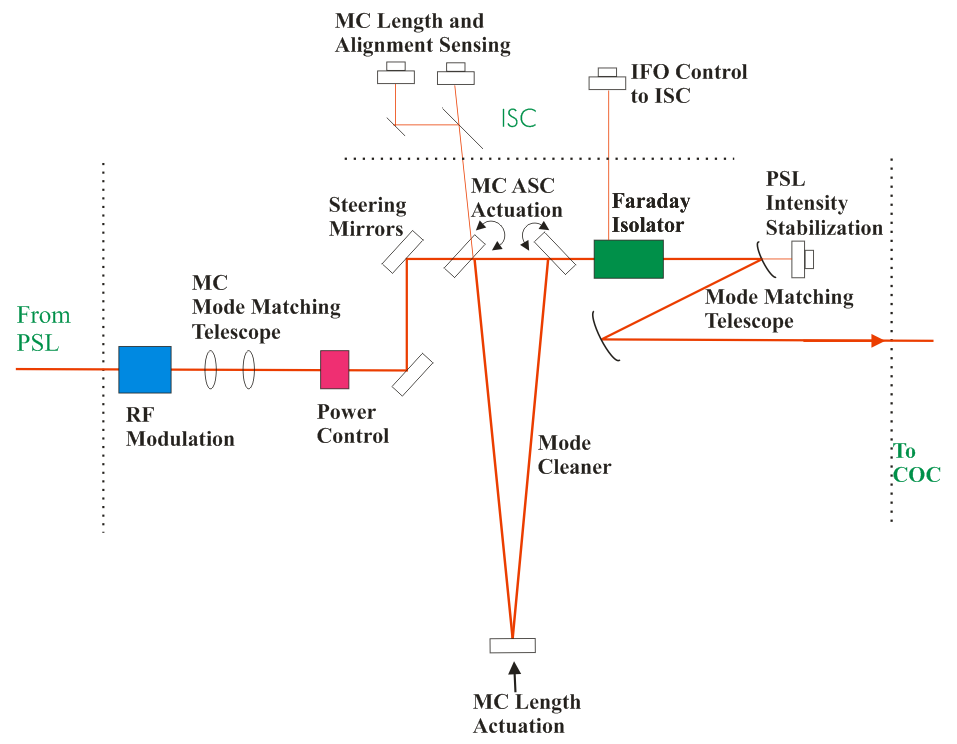 MC Length and
Alignment Sensing
IFO Control
to ISC
ISC
MC ASC
Actuation
Steering
Mirrors
Faraday
Isolator
PSL
Intensity
Stabilization
MC
Mode Matching
Telescope
Mode Matching
Telescope
From
PSL
RF
Modulation
Power
Control
Mode
Cleaner
To
COC
MC Length
Actuation